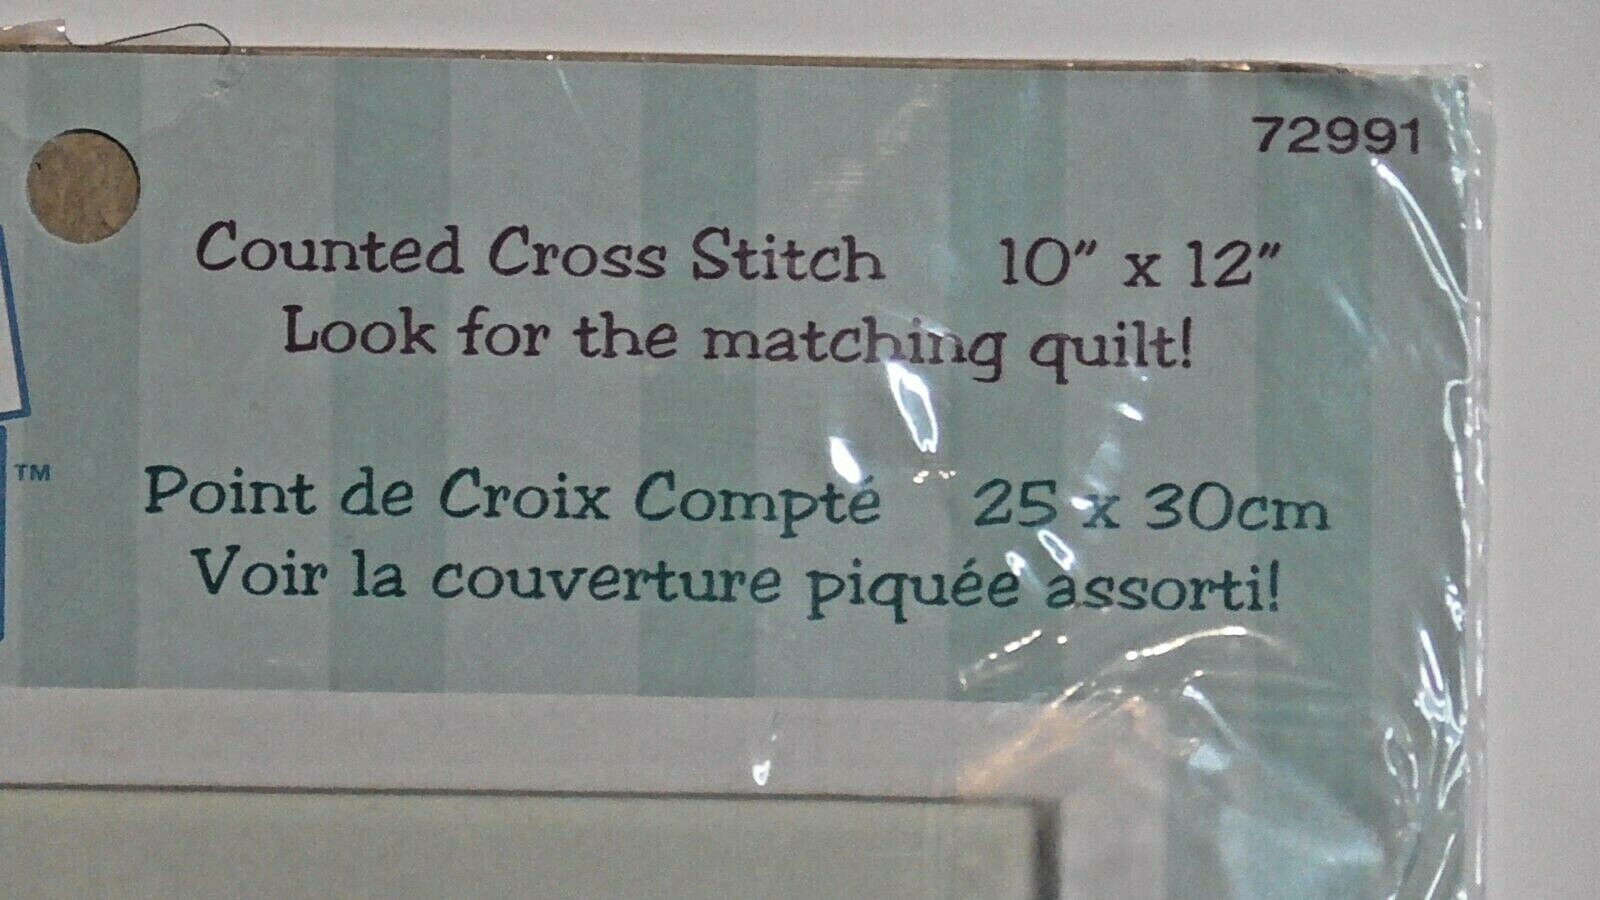 72991
Counted Cross Stitch 10" x 12"
Look for the matching quilt!
TM
Point de Croix Compté 25 x 30cm
Voir la couverture piquée assorti!